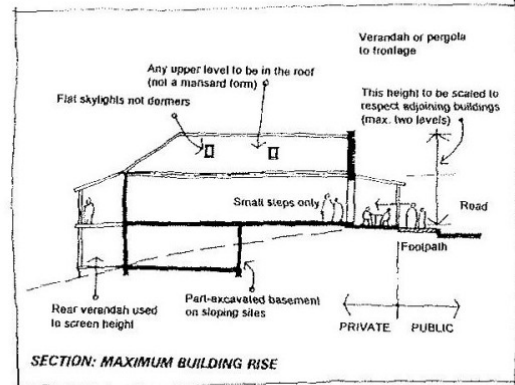 Verandah or pergola
to frontage
Any upper level to be in the roof
(not a mansard form)
Flat skylights not dormers
This height to be scaled to
respect adjoining buildings
(max. two levels)
Small steps only
Road
Footpath
Rear verandah used
to screen height
Part-excavated basement
on sloping sites
PRIVATE
PUBLIC
SECTION: MAXIMUM BUILDING RISE